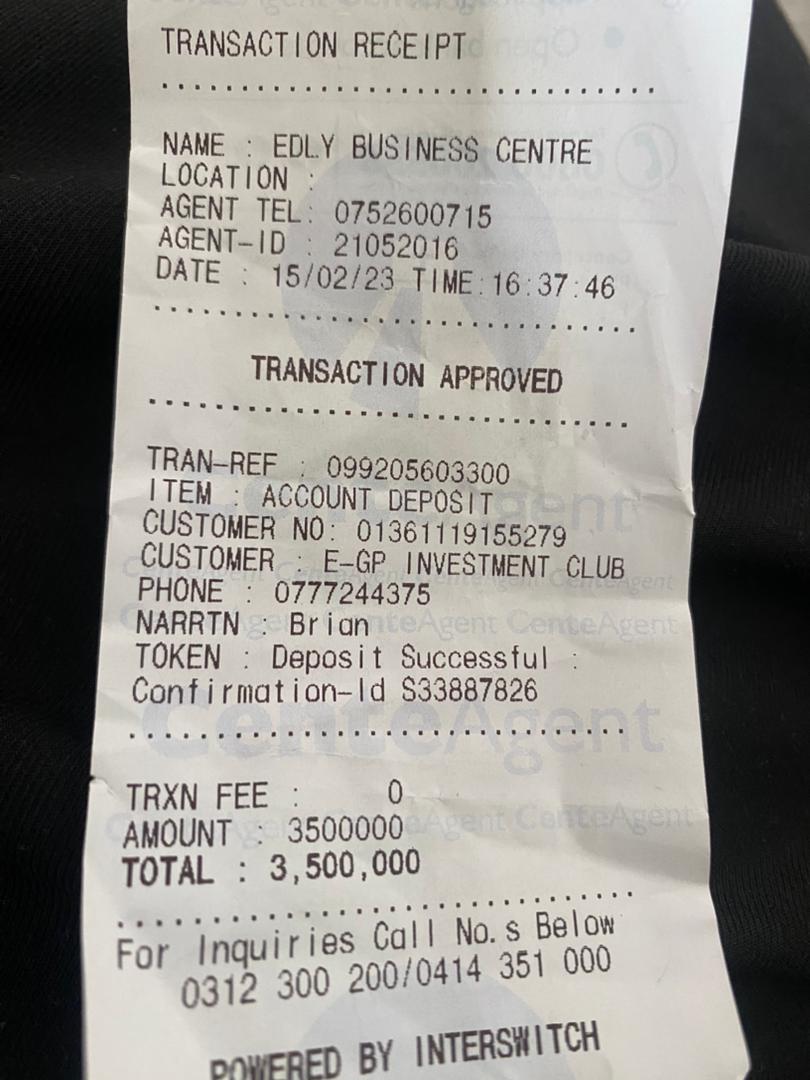 TRANSACTION RECEIPT
................................
NAME : EDLY BUSINESS CENTRE
LOCATION :
AGENT TEL: 0752600715
AGENT-ID : 21052016
DATE : 15/02/23 TIME:16:37:46
................................
TRANSACTION APPROVED
................................
TRAN-REF : 099205603300
ITEM : ACCOUNT DEPOSIT
CUSTOMER NO: 01361119155279
CUSTOMER : E-GP INVESTMENT CLUB
PHONE : 0777244375
NARRTN : Brian
TOKEN : Deposit Successful :
Confirmation-Id S33887826
CenteAgent
................................
TRXN FEE : 0
AMOUNT : 3500000
TOTAL : 3,500,000
................................
For Inquiries Call No.s Below
0312 300 200/0414 351 000
POWERED BY INTERSWITCH